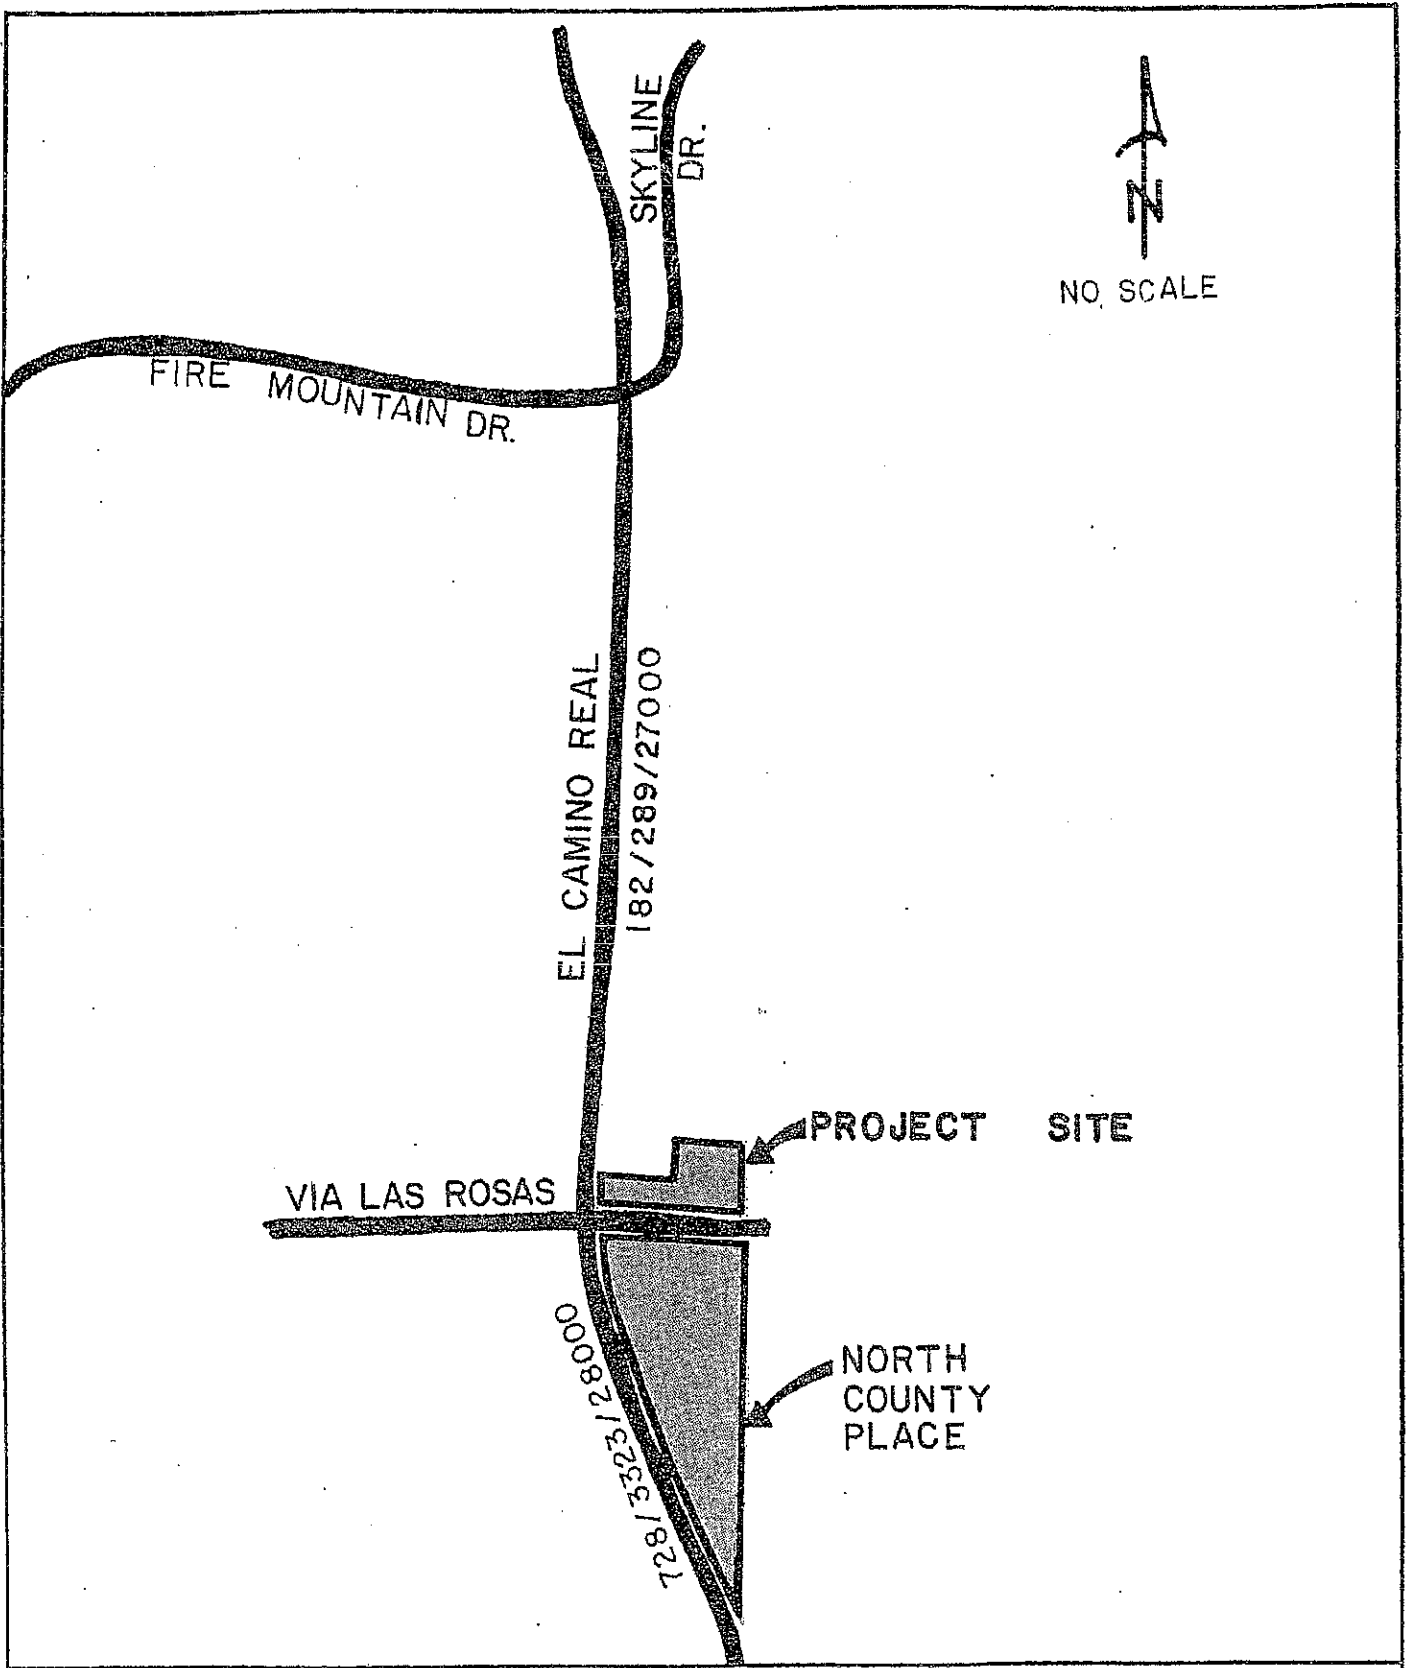 SKYLINE
DR.
N
NO SCALE
FIRE MOUNTAIN DR.
EL CAMINO REAL
182/289/27000
PROJECT SITE
VIA LAS ROSAS
728/3323/28000
NORTH
COUNTY
PLACE